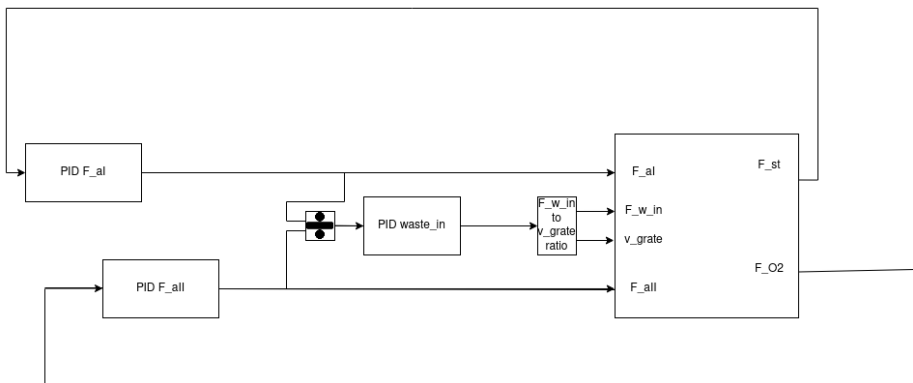 PID F_aI
F_aI
F_st
F_w_in
to
v_grate
ratio
PID waste_in
F_w_in
v_grate
F_O2
PID F_aII
F_aII